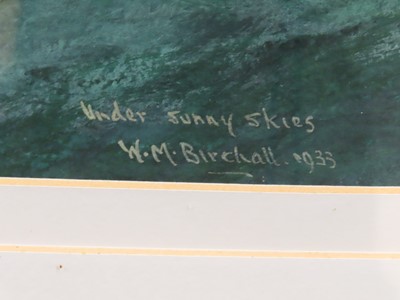 Under sunny skies
W.M.Birchall. 1933